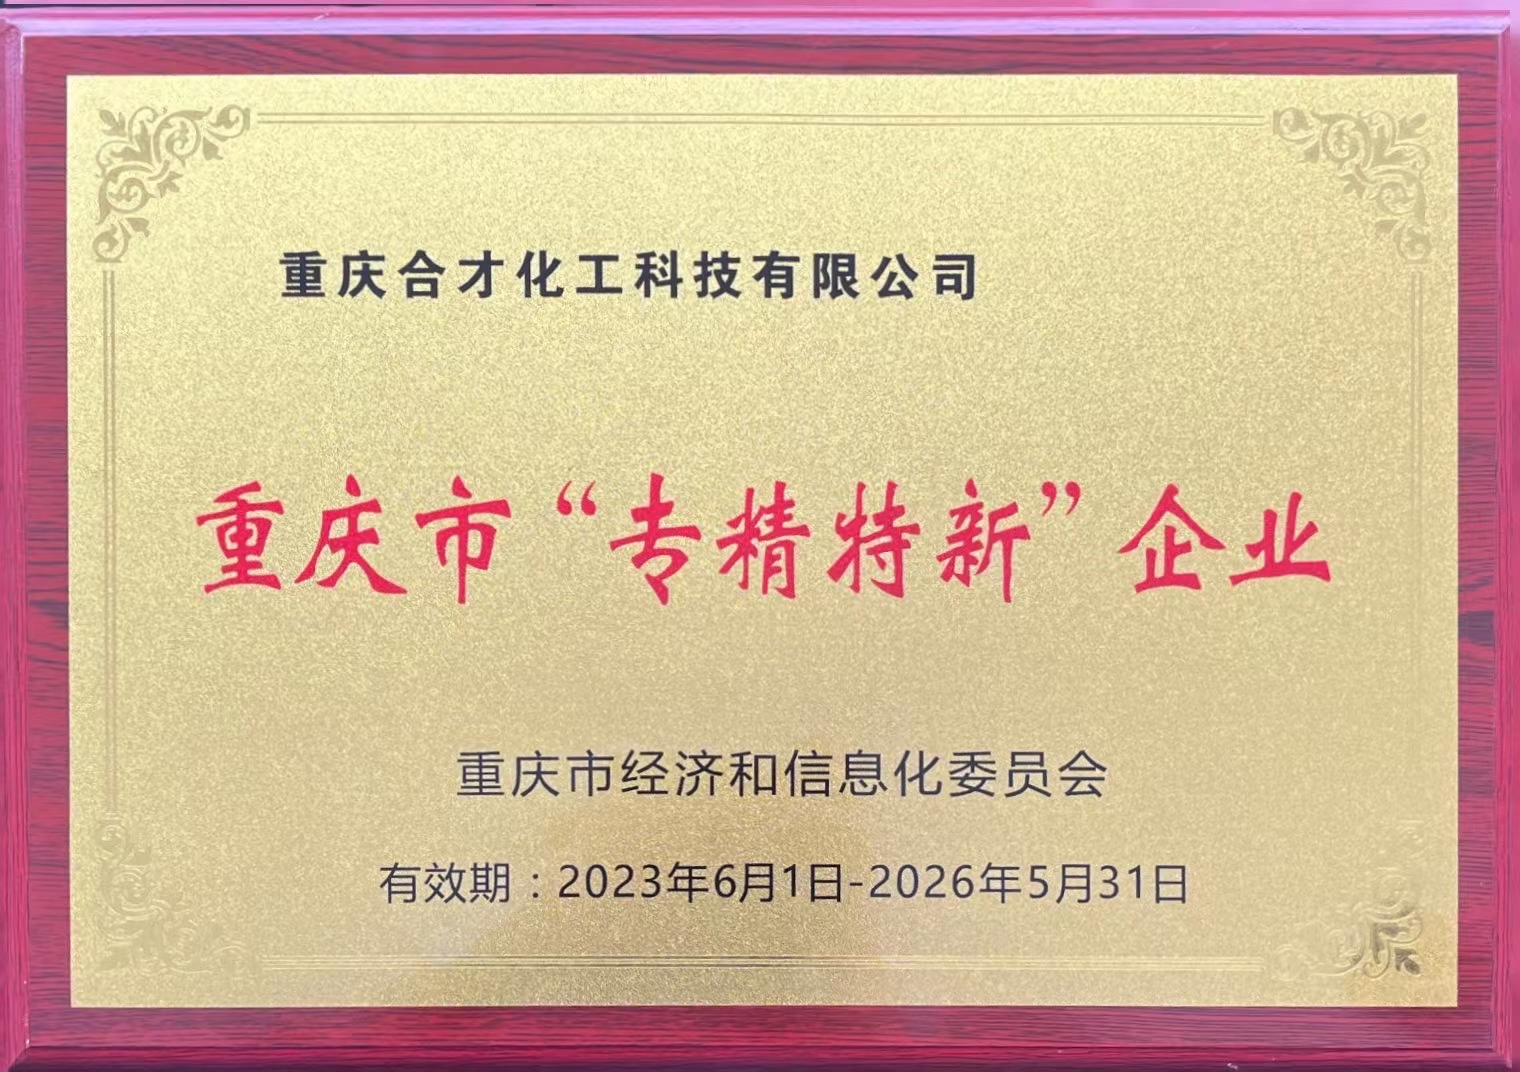 重庆合才化工科技有限公司
重庆市“专精特新”企业
重庆市经济和信息化委员会
有效期：2023年6月1日-2026年5月31日